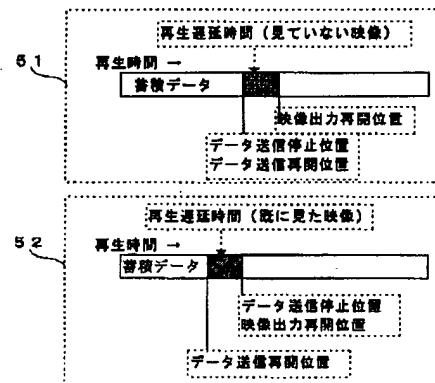 再生遅延時間（見ていない映像）
51
再生時間 →
蓄積データ
映像出力再開位置
データ送信停止位置
データ送信再開位置
再生遅延時間（既に見た映像）
52
再生時間 →
蓄積データ
データ送信停止位置
映像出力再開位置
データ送信再開位置